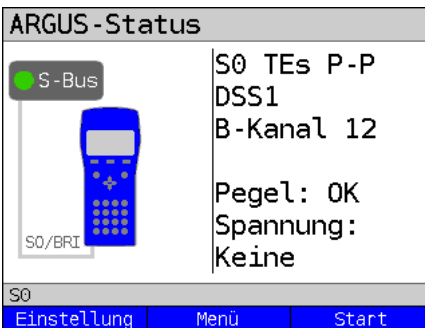 ARGUS-Status
S-Bus
S0/BRI
S0 TEs P-P
DSS1
B-Kanal 12
Pegel: OK
Spannung:
Keine
S0
Einstellung Menü Start